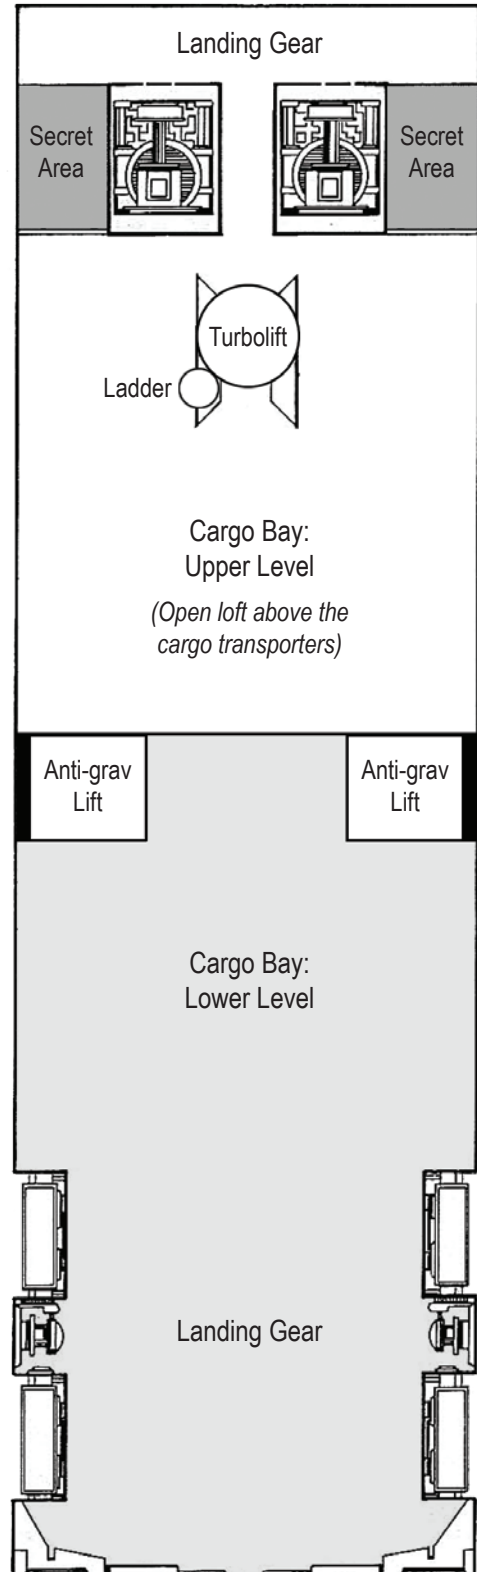 Landing Gear
Secret
Area
Secret
Area
Turbolift
Ladder
Cargo Bay:
Upper Level
(Open loft above the
cargo transporters)
Anti-grav
Lift
Anti-grav
Lift
Cargo Bay:
Lower Level
Landing Gear